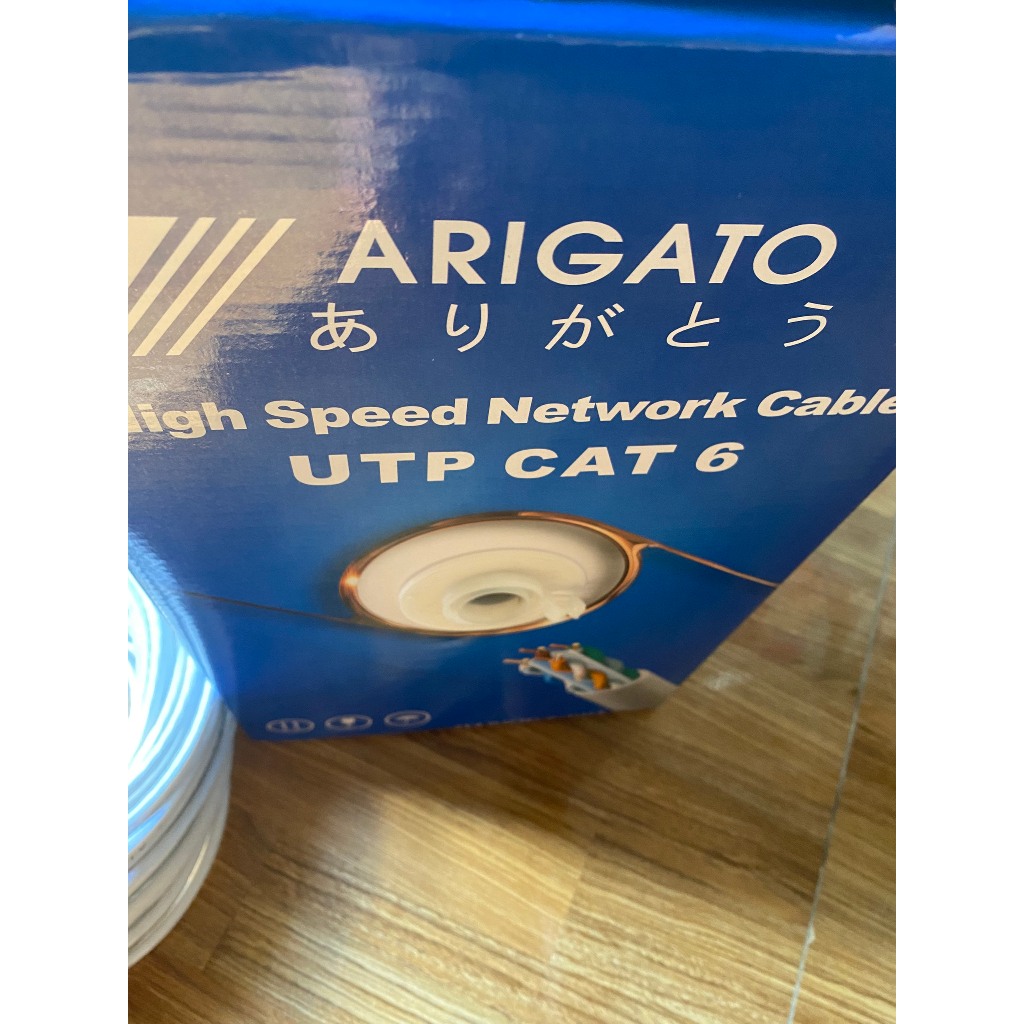 ARIGATO
ありがとう
High Speed Network Cable
UTP CAT 6